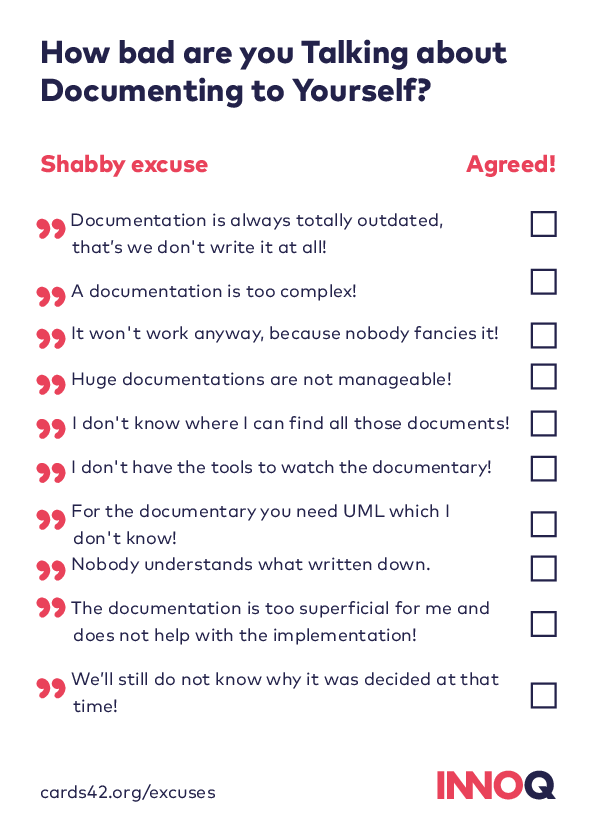 How bad are you Talking about
Documenting to Yourself?
Shabby excuse
Agreed!
Documentation is always totally outdated,
that's we don't write it at all!
A documentation is too complex!
It won't work anyway, because nobody fancies it!
Huge documentations are not manageable!
I don't know where I can find all those documents!
I don't have the tools to watch the documentary!
For the documentary you need UML which I
don't know!
Nobody understands what written down.
The documentation is too superficial for me and
does not help with the implementation!
We’ll still do not know why it was decided at that
time!
cards42.org/excuses
INNOQ